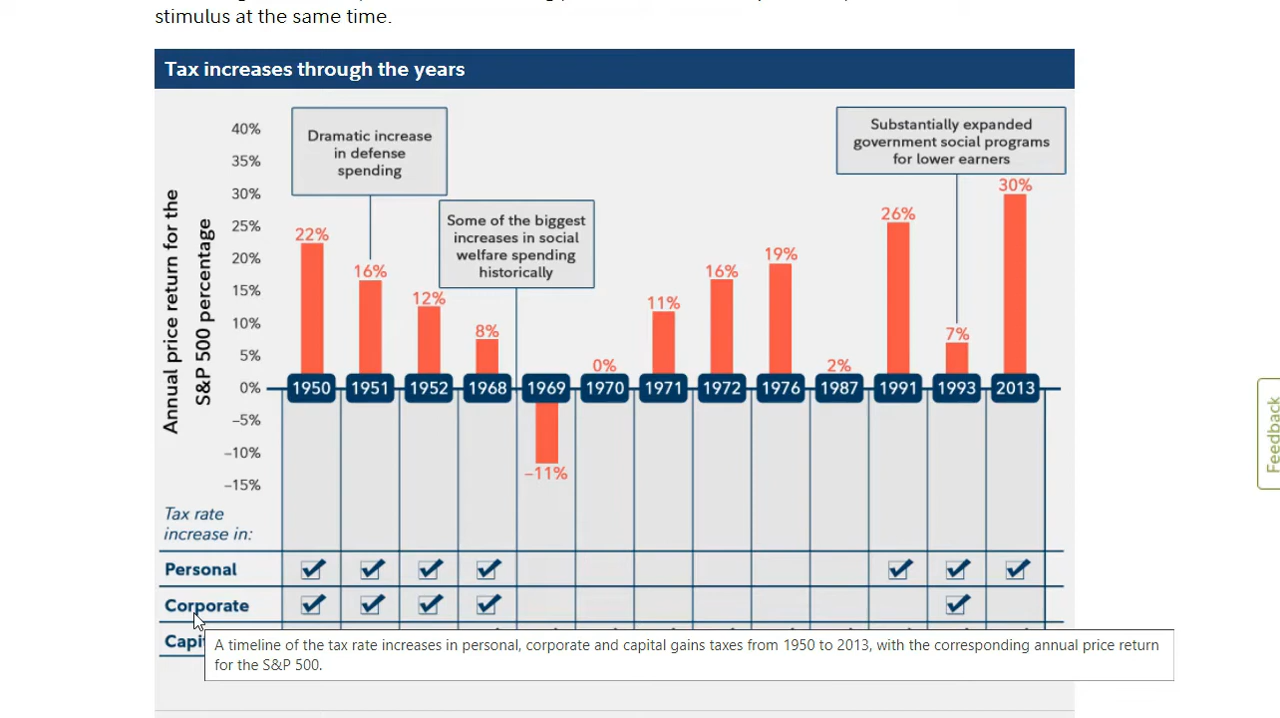 stimulus at the same time.
Tax increases through the years
Annual price return for the
S&P 500 percentage
40%
35%
30%
25%
20%
15%
10%
5%
0%
−5%
−10%
−15%
Dramatic increase
in defense
spending
Some of the biggest
increases in social
welfare spending
historically
Substantially expanded
government social programs
for lower earners
22%
16%
12%
8%
−11%
0%
11%
16%
19%
2%
26%
7%
30%
1950 1951 1952 1968 1969 1970 1971 1972 1976 1987 1991 1993 2013
Tax rate
increase in:
Personal
Corporate
A timeline of the tax rate increases in personal, corporate and capital gains taxes from 1950 to 2013, with the corresponding annual price return
for the S&P 500.
Feedback